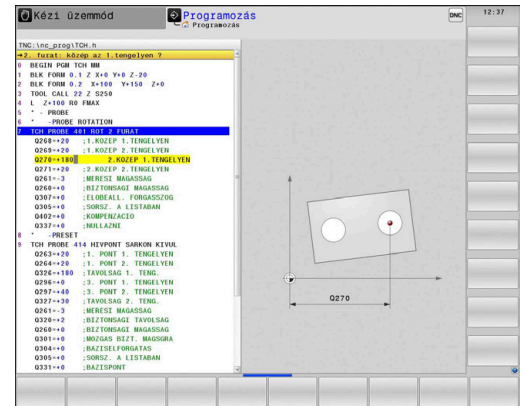 Kézi üzemmód
Programozás
Programozás
DNC
12:37
TNC:\nc_prog\TCH.h
→2. furat: közép az 1.tengelyen ?
0 BEGIN PGM TCH MM
1 BLK FORM 0.1 Z X+0 Y+0 Z-20
2 BLK FORM 0.2 X+100 Y+150 Z+0
3 TOOL CALL 22 Z S250
4 L Z+100 R0 FMAX
5 * - PROBE
6 * -PROBE ROTATION
7 TCH PROBE 401 ROT 2 FURAT
Q268=+20 ;1.KOZEP 1.TENGELYEN
Q269=+20 ;1.KOZEP 2.TENGELYEN
Q270=+180 2.KOZEP 1.TENGELYEN
Q271=+20 ;2.KOZEP 2.TENGELYEN
Q261=-3 ;MERESI MAGASSAG
Q260=+0 ;BIZTONSAGI MAGASSAG
Q307=+0 ;ELOBEALL. FORGASSZOG
Q305=+0 ;SORSZ. A LISTABAN
Q402=+0 ;KOMPENZACIO
Q337=+0 ;NULLAZNI
8 * -PRESET
9 TCH PROBE 414 HIVPONT SARKON KIVUL
Q263=+20 ;1. PONT 1. TENGELYEN
Q264=+20 ;1. PONT 2. TENGELYEN
Q326=+180 ;TAVOLSAG 1. TENG.
Q296=+0 ;3. PONT 1. TENGELYEN
Q297=+40 ;3. PONT 2. TENGELYEN
Q327=+30 ;TAVOLSAG 2. TENG.
Q261=-3 ;MERESI MAGASSAG
Q320=+2 ;BIZTONSAGI TAVOLSAG
Q260=+0 ;BIZTONSAGI MAGASSAG
Q301=+0 ;MOZGAS BIZT. MAGSGRA
Q304=+0 ;BAZISELFORGATAS
Q305=+0 ;SORSZ. A LISTABAN
Q331=+0 ;BAZISPONT
Q270